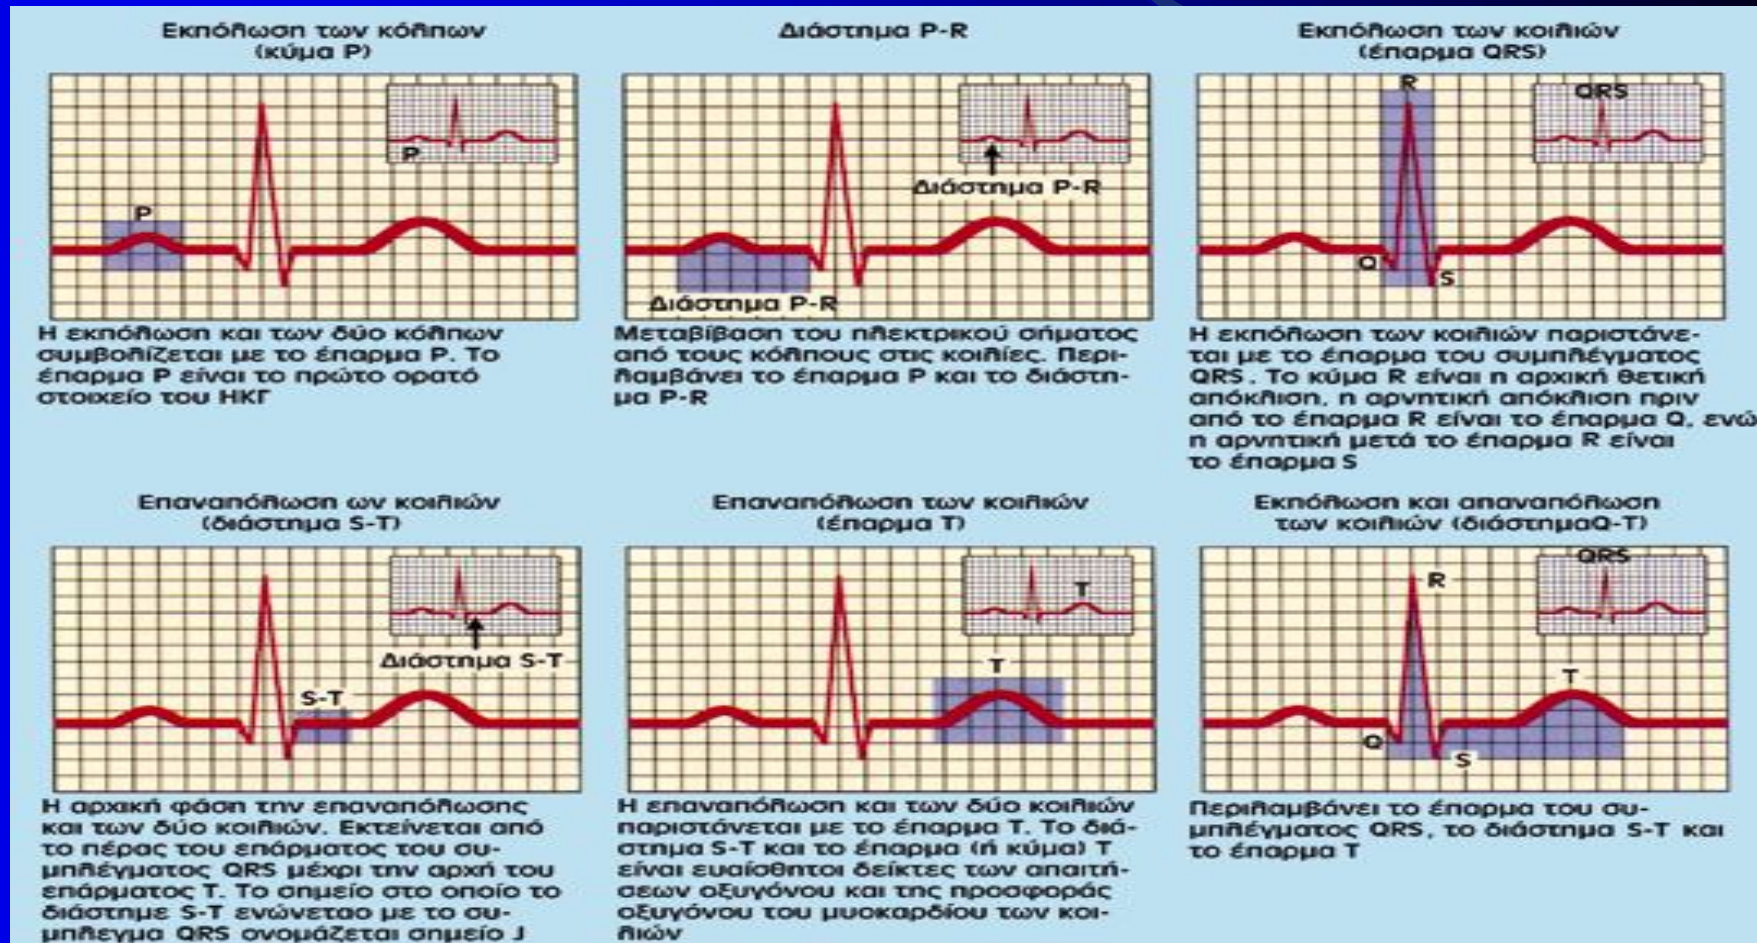 Εκπόλωση των κόλπων
(κύμα P)
P
P
Η εκπόλωση και των δύο κόλπων
συμβολίζεται με το έπαρμα P. Το
έπαρμα P είναι το πρώτο ορατό
στοιχείο του ΗΚΓ
Διάστημα P-R
Διάστημα P-R
Διάστημα P-R
Μεταβίβαση του ηλεκτρικού σήματος
από τους κόλπους στις κοιλίες. Περι-
λαμβάνει το έπαρμα P και το διάστη-
μα P-R
Εκπόλωση των κοιλιών
(έπαρμα QRS)
R
QRS
Q
S
Η εκπόλωση των κοιλιών παριστάνε-
ται με το έπαρμα του συμπλέγματος
QRS. Το κύμα R είναι η αρχική θετική
απόκλιση, η αρνητική απόκλιση πριν
από το έπαρμα R είναι το έπαρμα Q, ενώ
η αρνητική μετά το έπαρμα R είναι
το έπαρμα S
Επαναπόλωση ων κοιλιών
(διάστημα S-T)
Διάστημα S-T
S-T
Η αρχική φάση την επαναπόλωσης
και των δύο κοιλιών. Εκτείνεται από
το πέρας του επάρματος του συ-
μπλέγματος QRS μέχρι την αρχή του
επάρματος T. Το σημείο στο οποίο το
διάστημε S-T ενώνεταο με το συ-
μπλεγμα QRS ονομάζεται σημείο J
Επαναπόλωση των κοιλιών
(έπαρμα T)
T
T
Η επαναπόλωση και των δύο κοιλιών
παριστάνεται με το έπαρμα T. Το διά-
στημα S-T και το έπαρμα (ή κύμα) T
είναι ευαίσθητοι δείκτες των απαιτή-
σεων οξυγόνου και της προσφοράς
οξυγόνου του μυοκαρδίου των κοι-
λιών
Εκπόλωση και απαναπόλωση
των κοιλιών (διάστημαQ-T)
QRS
R
T
Q
S
Περιλαμβάνει το έπαρμα του συ-
μπλέγματος QRS, το διάστημα S-T και
το έπαρμα T